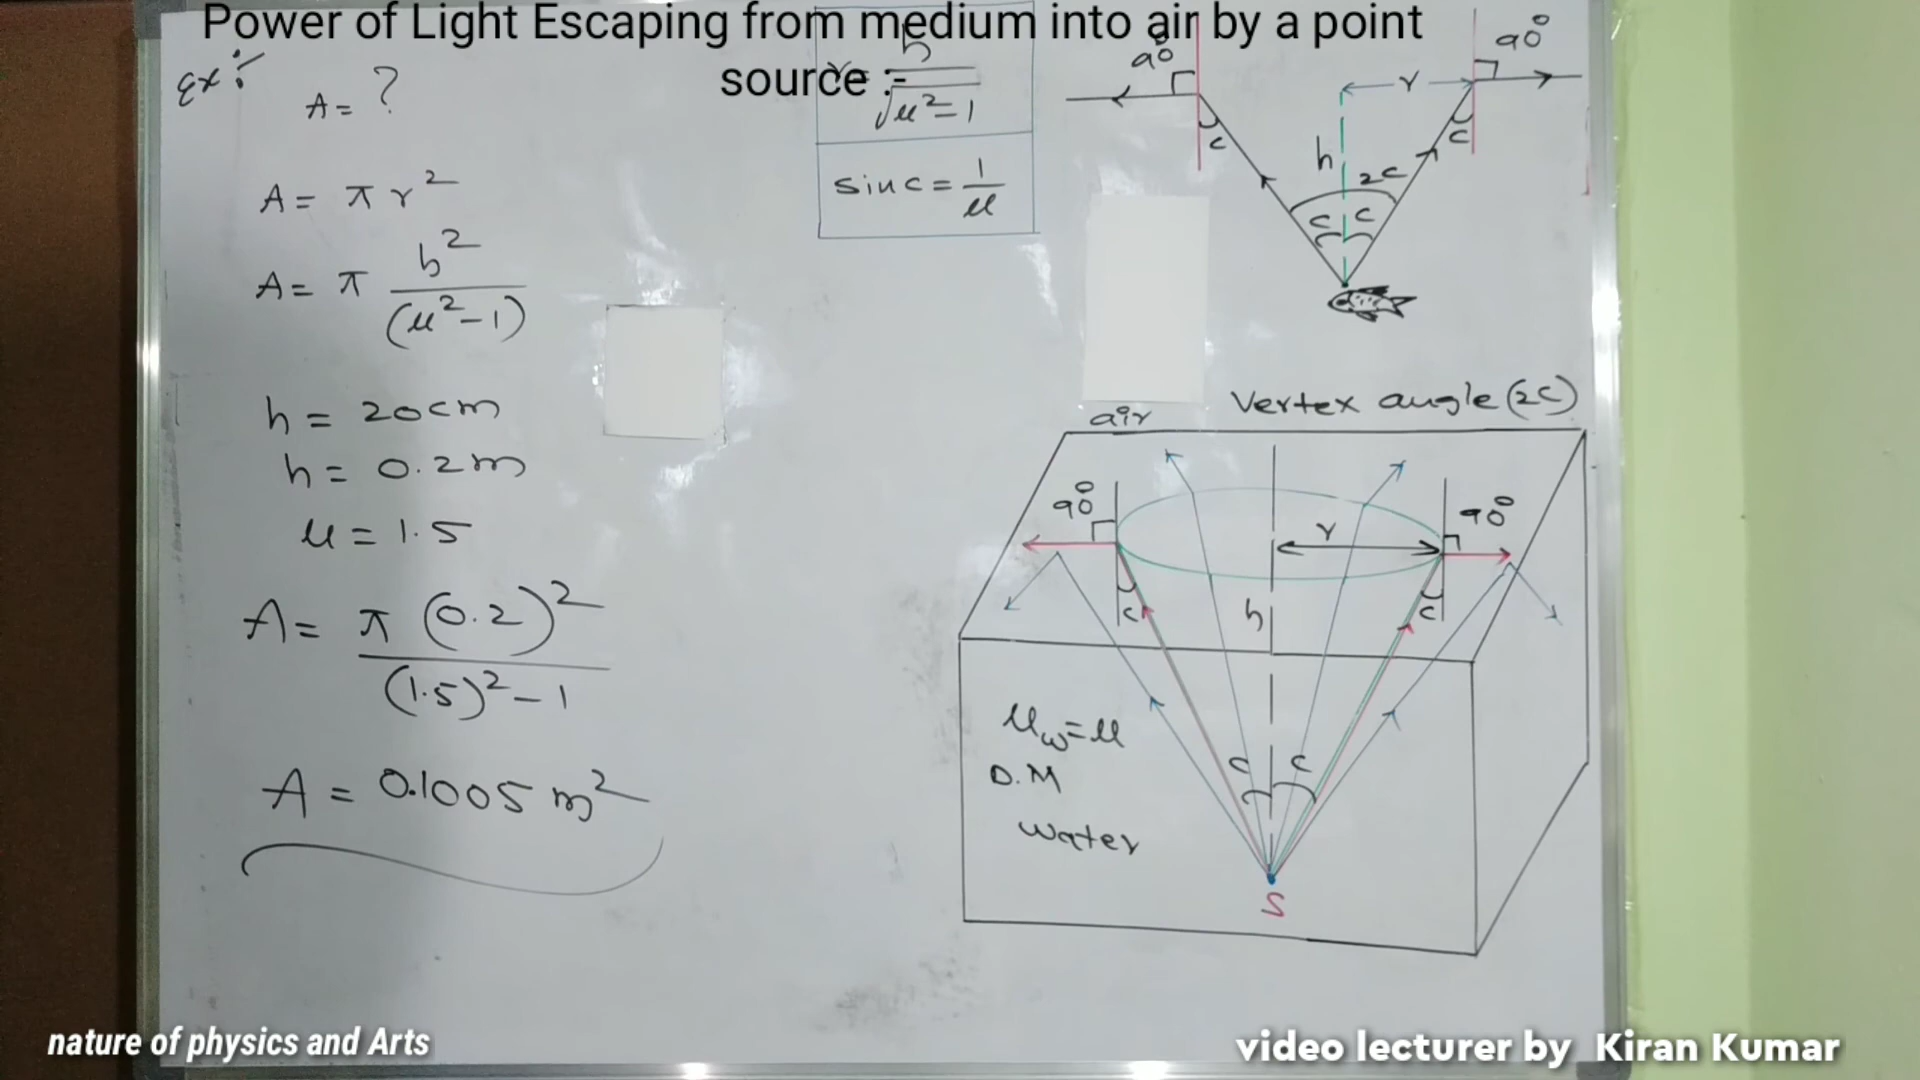 Power of Light Escaping from medium into air by a point
source :-
Ex:-
A = ?
A = π r²
A = π h² / (μ² - 1)
h = 20cm
h = 0.2m
μ = 1.5
A = π (0.2)² / (1.5)² - 1
A = 0.1005 m²
h / √μ² - 1
sin c = 1 / μ
90°
90°
r
h
c
c
2c
c
c
Vertex angle (2C)
air
90°
90°
r
h
c
c
μw = μ
D.M
water
c
c
S
nature of physics and Arts
video lecturer by Kiran Kumar